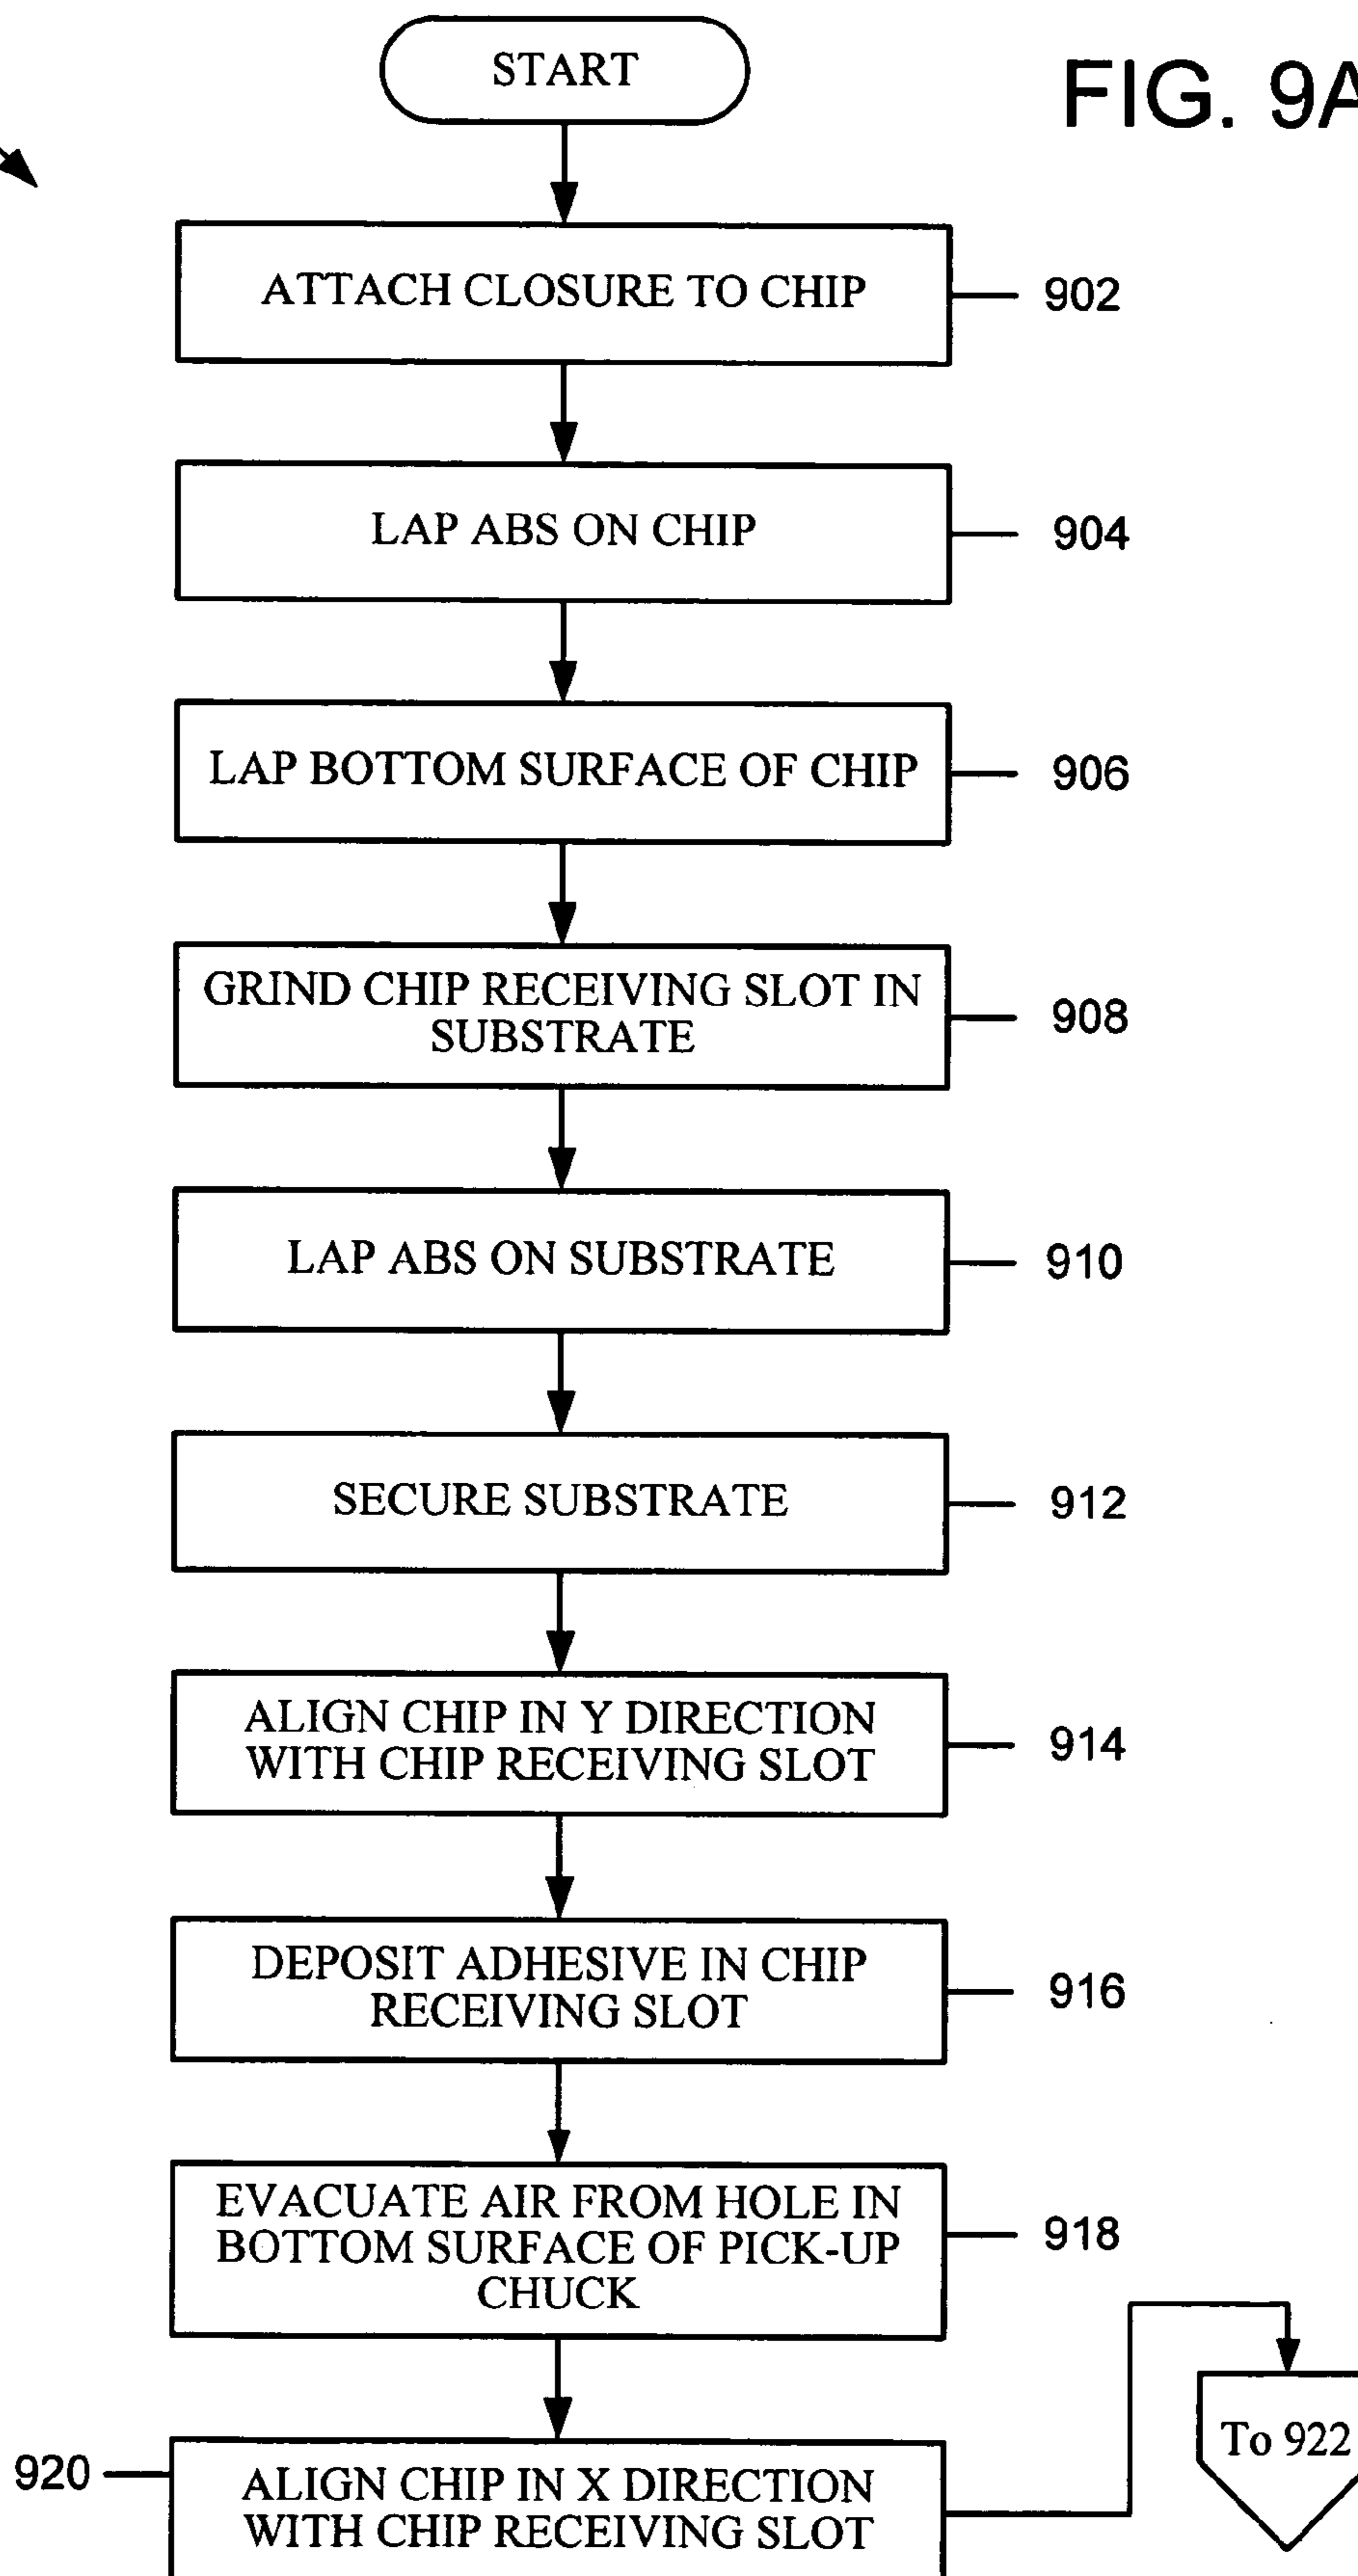 START
FIG. 9A
ATTACH CLOSURE TO CHIP
902
LAP ABS ON CHIP
904
LAP BOTTOM SURFACE OF CHIP
906
GRIND CHIP RECEIVING SLOT IN
SUBSTRATE
908
LAP ABS ON SUBSTRATE
910
SECURE SUBSTRATE
912
ALIGN CHIP IN Y DIRECTION
WITH CHIP RECEIVING SLOT
914
DEPOSIT ADHESIVE IN CHIP
RECEIVING SLOT
916
EVACUATE AIR FROM HOLE IN
BOTTOM SURFACE OF PICK-UP
CHUCK
918
920
ALIGN CHIP IN X DIRECTION
WITH CHIP RECEIVING SLOT
To 922